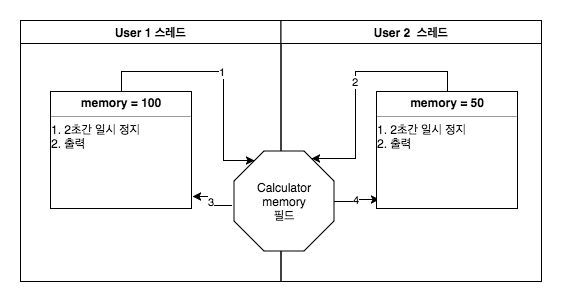 User 1 스레드
User 2 스레드
1
2
memory = 100
1. 2초간 일시 정지
2. 출력
memory = 50
1. 2초간 일시 정지
2. 출력
Calculator
memory
필드
3
4